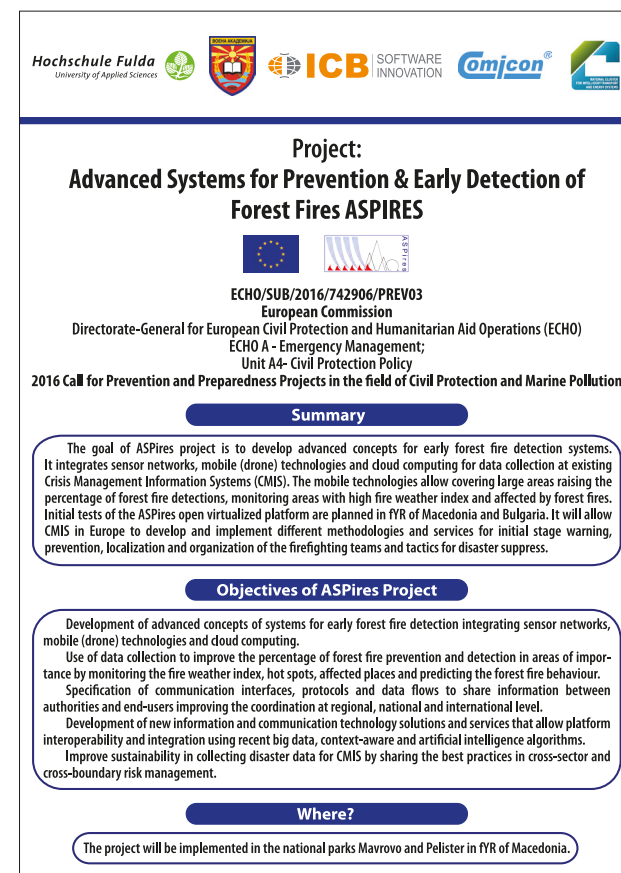 Hochschule Fulda
University of Applied Sciences
ВОЕНА АКАДЕМИЈА
ICB SOFTWARE
INNOVATION
Comicon®
NATIONAL CLUSTER
FOR INTELLIGENT TRANSPORT
AND ENERGY SYSTEMS
Project:
Advanced Systems for Prevention & Early Detection of
Forest Fires ASPIRES
ASPires
ECHO/SUB/2016/742906/PREV03
European Commission
Directorate-General for European Civil Protection and Humanitarian Aid Operations (ECHO)
ECHO A - Emergency Management;
Unit A4- Civil Protection Policy
2016 Call for Prevention and Preparedness Projects in the field of Civil Protection and Marine Pollution
Summary
The goal of ASPires project is to develop advanced concepts for early forest fire detection systems.
It integrates sensor networks, mobile (drone) technologies and cloud computing for data collection at existing
Crisis Management Information Systems (CMIS). The mobile technologies allow covering large areas raising the
percentage of forest fire detections, monitoring areas with high fire weather index and affected by forest fires.
Initial tests of the ASPires open virtualized platform are planned in fYR of Macedonia and Bulgaria. It will allow
CMIS in Europe to develop and implement different methodologies and services for initial stage warning,
prevention, localization and organization of the firefighting teams and tactics for disaster suppress.
Objectives of ASPires Project
Development of advanced concepts of systems for early forest fire detection integrating sensor networks,
mobile (drone) technologies and cloud computing.
Use of data collection to improve the percentage of forest fire prevention and detection in areas of impor-
tance by monitoring the fire weather index, hot spots, affected places and predicting the forest fire behaviour.
Specification of communication interfaces, protocols and data flows to share information between
authorities and end-users improving the coordination at regional, national and international level.
Development of new information and communication technology solutions and services that allow platform
interoperability and integration using recent big data, context-aware and artificial intelligence algorithms.
Improve sustainability in collecting disaster data for CMIS by sharing the best practices in cross-sector and
cross-boundary risk management.
Where?
The project will be implemented in the national parks Mavrovo and Pelister in fYR of Macedonia.